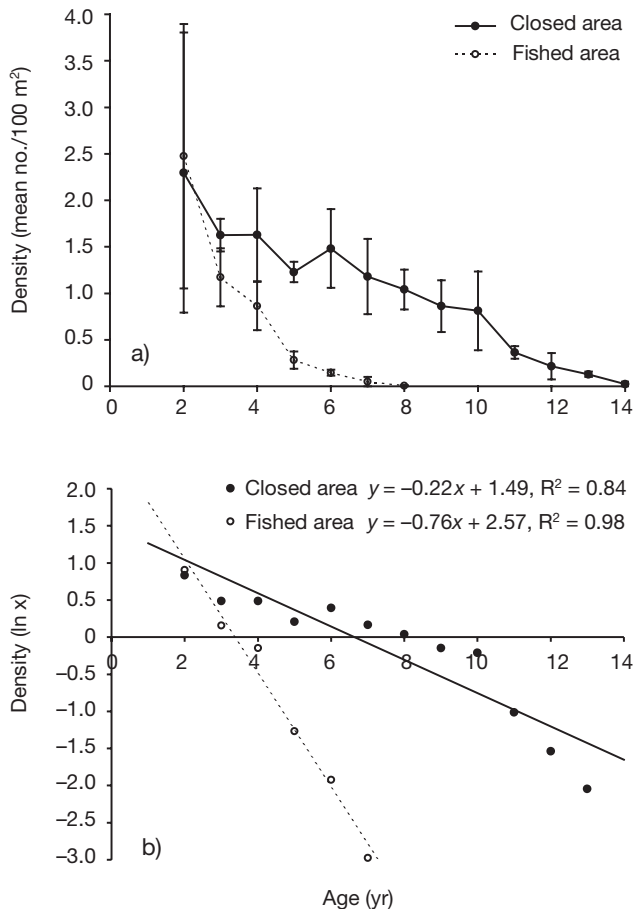 4.0
3.5
3.0
2.5
2.0
1.5
1.0
0.5
0
Density (mean no./100 m²)
Closed area
Fished area
a)
0 2 4 6 8 10 12 14
2.0
1.5
1.0
0.5
0
−0.5
−1.0
−1.5
−2.0
−2.5
−3.0
Density (ln x)
Closed area y = −0.22x + 1.49, R² = 0.84
Fished area y = −0.76x + 2.57, R² = 0.98
0 2 4 6 8 10 12 14
b)
Age (yr)